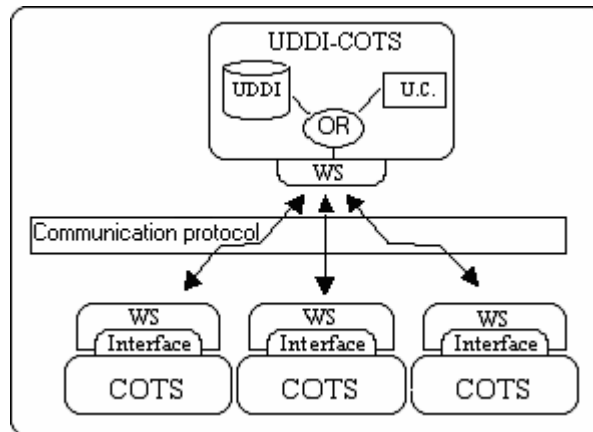 UDDI-COTS
UDDI
U.C.
OR
WS
Communication protocol
WS
WS
WS
Interface
Interface
Interface
COTS
COTS
COTS